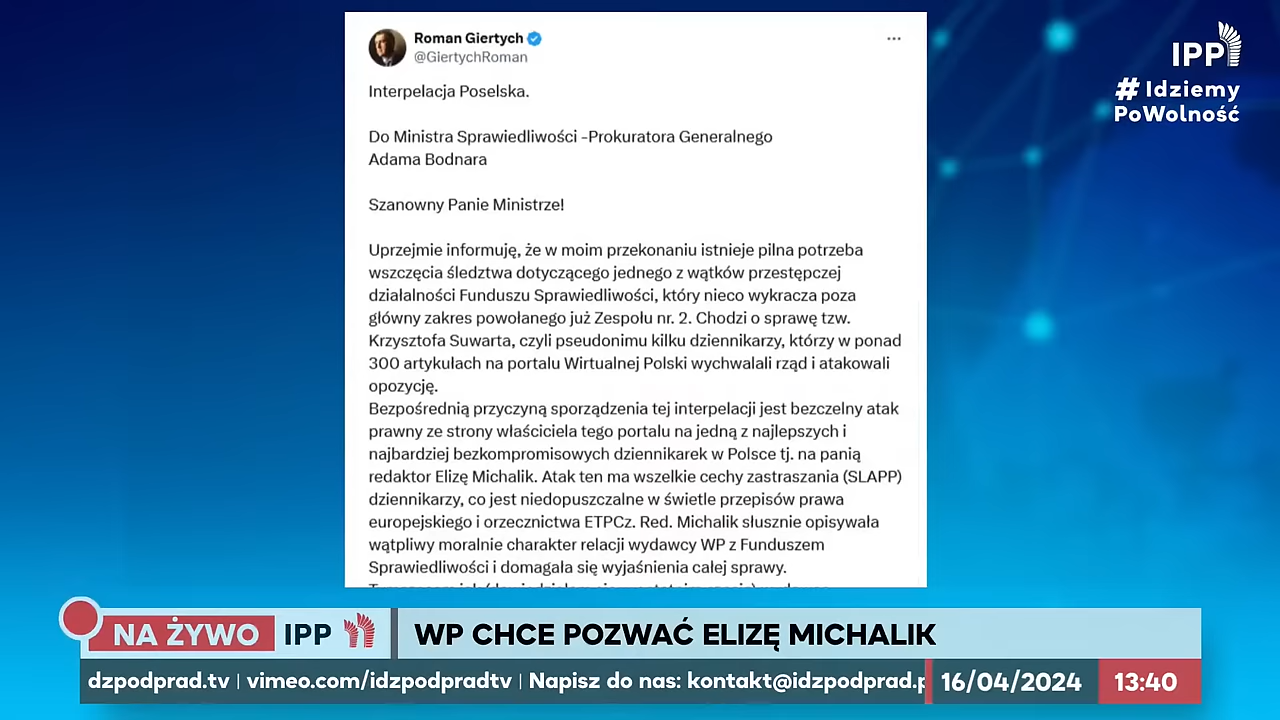 Roman Giertych
@GiertychRoman
Interpelacja Poselska.
Do Ministra Sprawiedliwości -Prokuratora Generalnego
Adama Bodnara
Szanowny Panie Ministrze!
Uprzejmie informuję, że w moim przekonaniu istnieje pilna potrzeba
wszczęcia śledztwa dotyczącego jednego z wątków przestępczej
działalności Funduszu Sprawiedliwości, który nieco wykracza poza
główny zakres powołanego już Zespołu nr. 2. Chodzi o sprawę tzw.
Krzysztofa Suwarta, czyli pseudonimu kilku dziennikarzy, którzy w ponad
300 artykułach na portalu Wirtualnej Polski wychwalali rząd i atakowali
opozycję.
Bezpośrednią przyczyną sporządzenia tej interpelacji jest bezczelny atak
prawny ze strony właściciela tego portalu na jedną z najlepszych i
najbardziej bezkompromisowych dziennikarek w Polsce tj. na panią
redaktor Elizę Michalik. Atak ten ma wszelkie cechy zastraszania (SLAPP)
dziennikarzy, co jest niedopuszczalne w świetle przepisów prawa
europejskiego i orzecznictwa ETPCz. Red. Michalik słusznie opisywała
wątpliwy moralnie charakter relacji wydawcy WP z Funduszem
Sprawiedliwości i domagała się wyjaśnienia całej sprawy.
IPP
#Idziemy
PoWolność
NA ŻYWO IPP
WP CHCE POZWAĆ ELIZĘ MICHALIK
dzpodprad.tv | vimeo.com/idzpodpradtv | Napisz do nas: kontakt@idzpodprad.p
16/04/2024
13:40